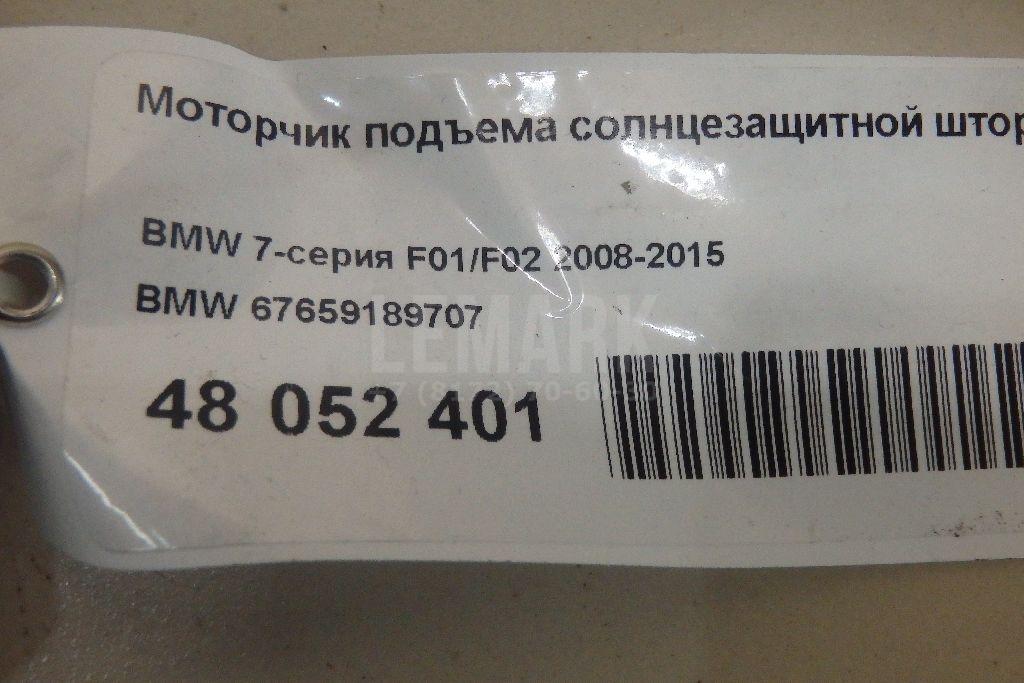 Моторчик подъема солнцезащитной штор
BMW 7-серия F01/F02 2008-2015
BMW 67659189707
LEMARK
48 052 401